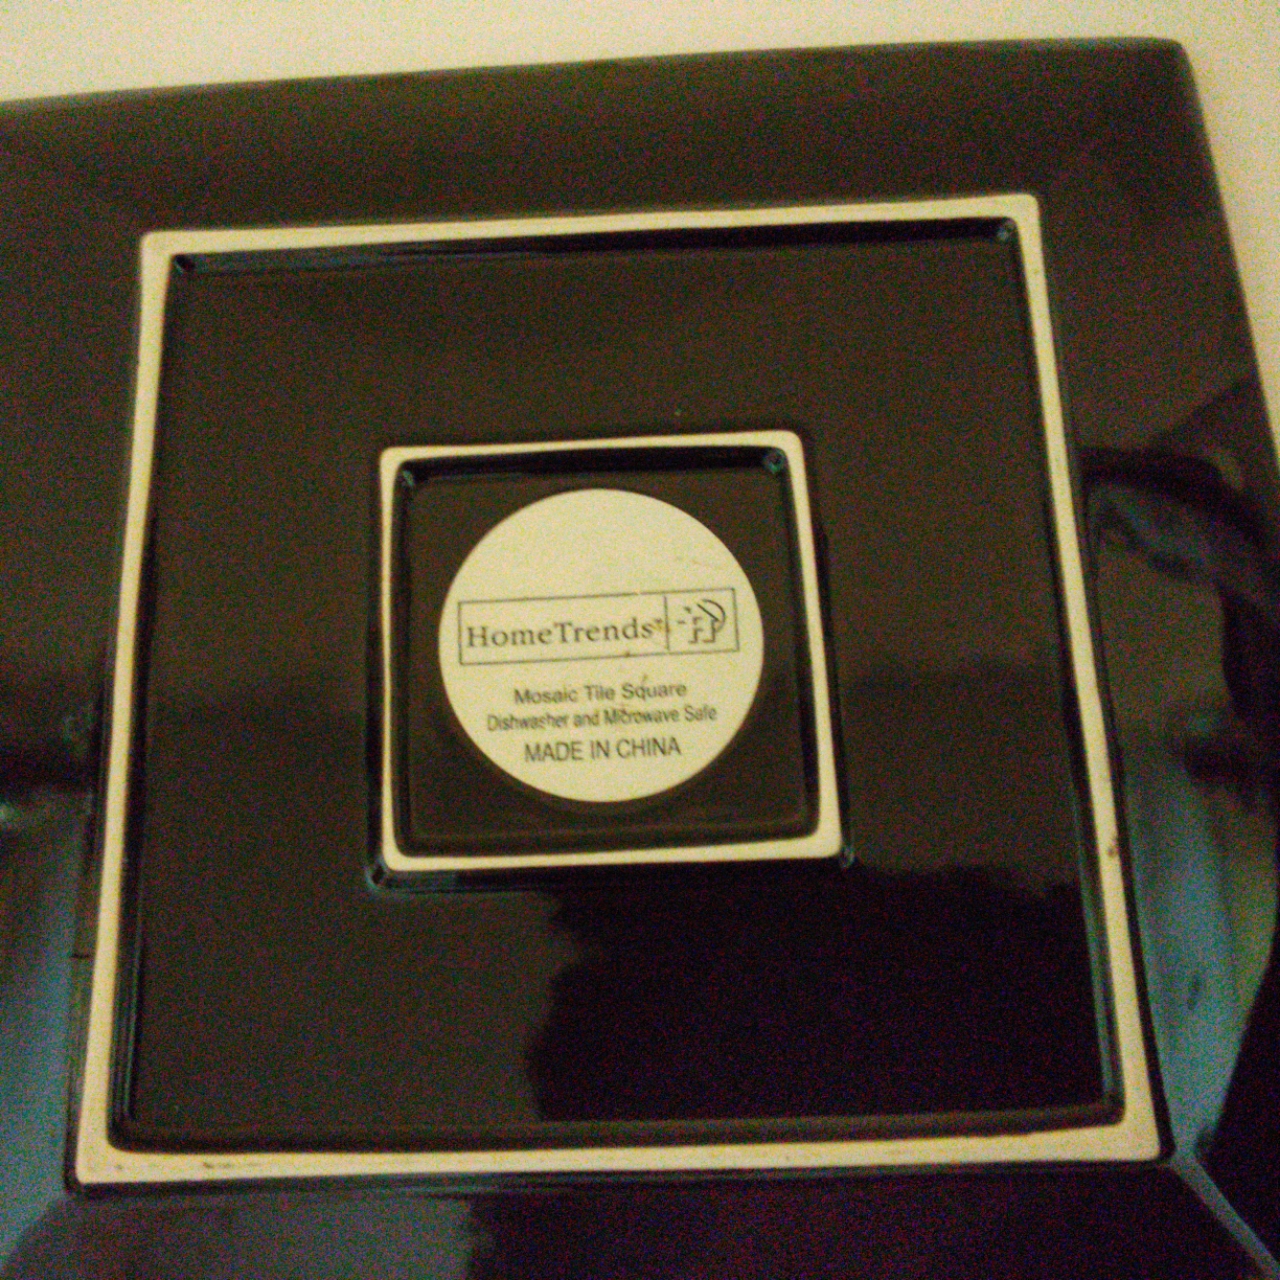 HomeTrends
Mosaic Tile Square
Dishwasher and Microwave Safe
MADE IN CHINA